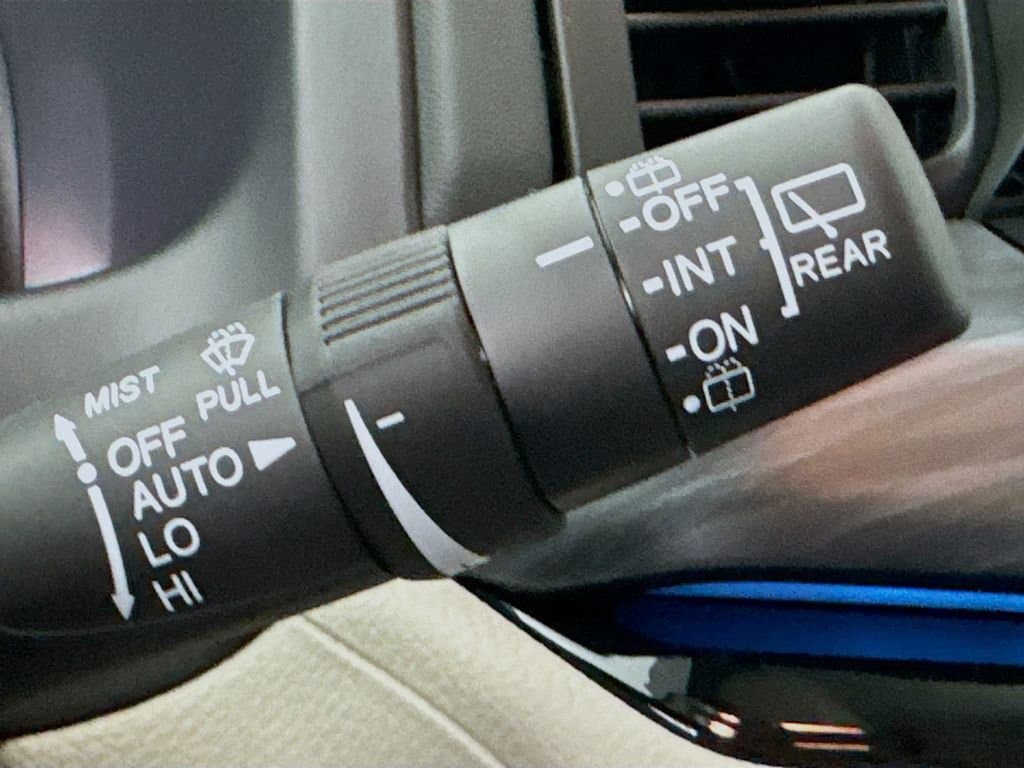 MIST
PULL
OFF
AUTO
LO
HI
OFF
INT
ON
REAR